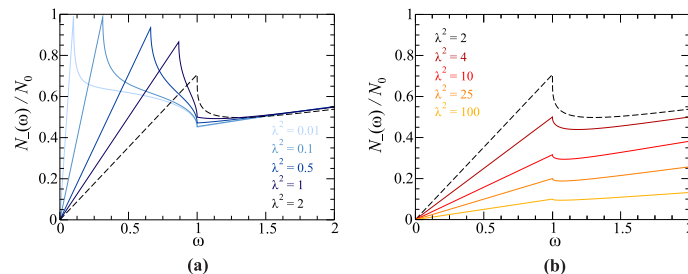 N_(ω) / N₀
1
0.8
0.6
0.4
0.2
0
λ² = 0.01
λ² = 0.1
λ² = 0.5
λ² = 1
λ² = 2
0 0.5 1 1.5 2
ω
(a)
N_(ω) / N₀
1
0.8
0.6
0.4
0.2
0
λ² = 2
λ² = 4
λ² = 10
λ² = 25
λ² = 100
0 0.5 1 1.5 2
ω
(b)